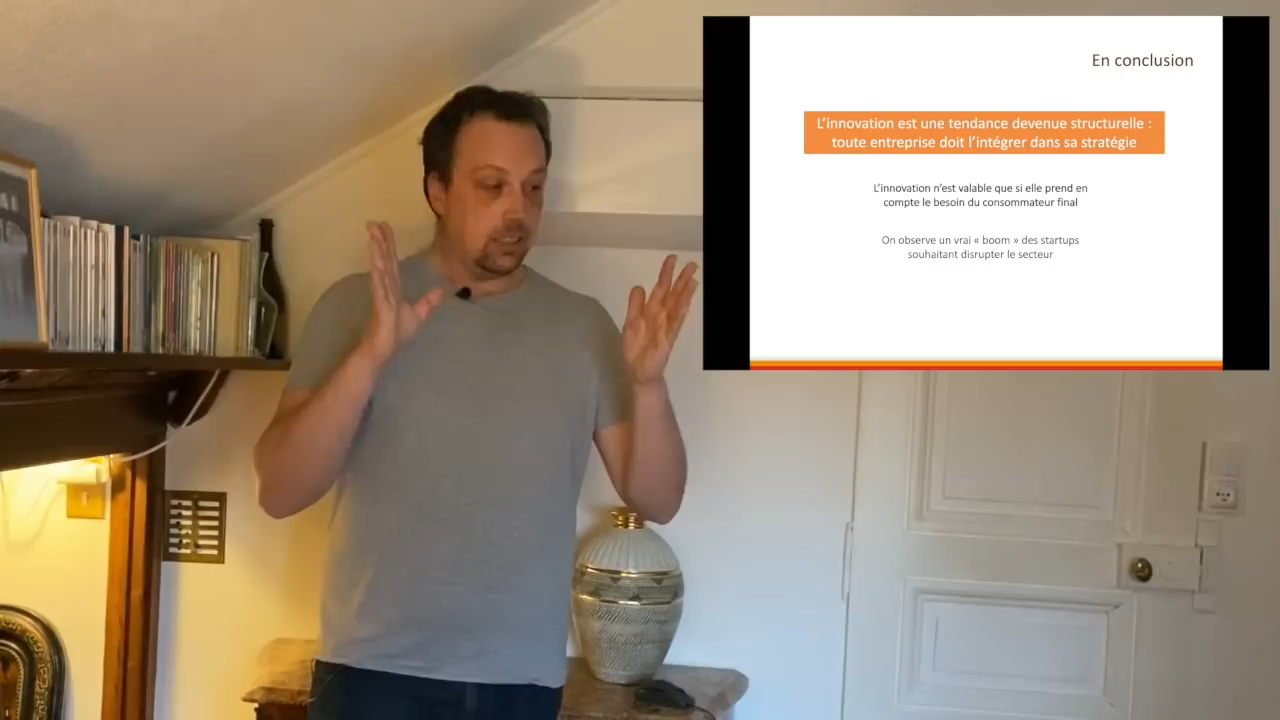 En conclusion
L'innovation est une tendance devenue structurelle :
toute entreprise doit l'intégrer dans sa stratégie
L'innovation n'est valable que si elle prend en
compte le besoin du consommateur final
On observe un vrai « boom » des startups
souhaitant disrupter le secteur